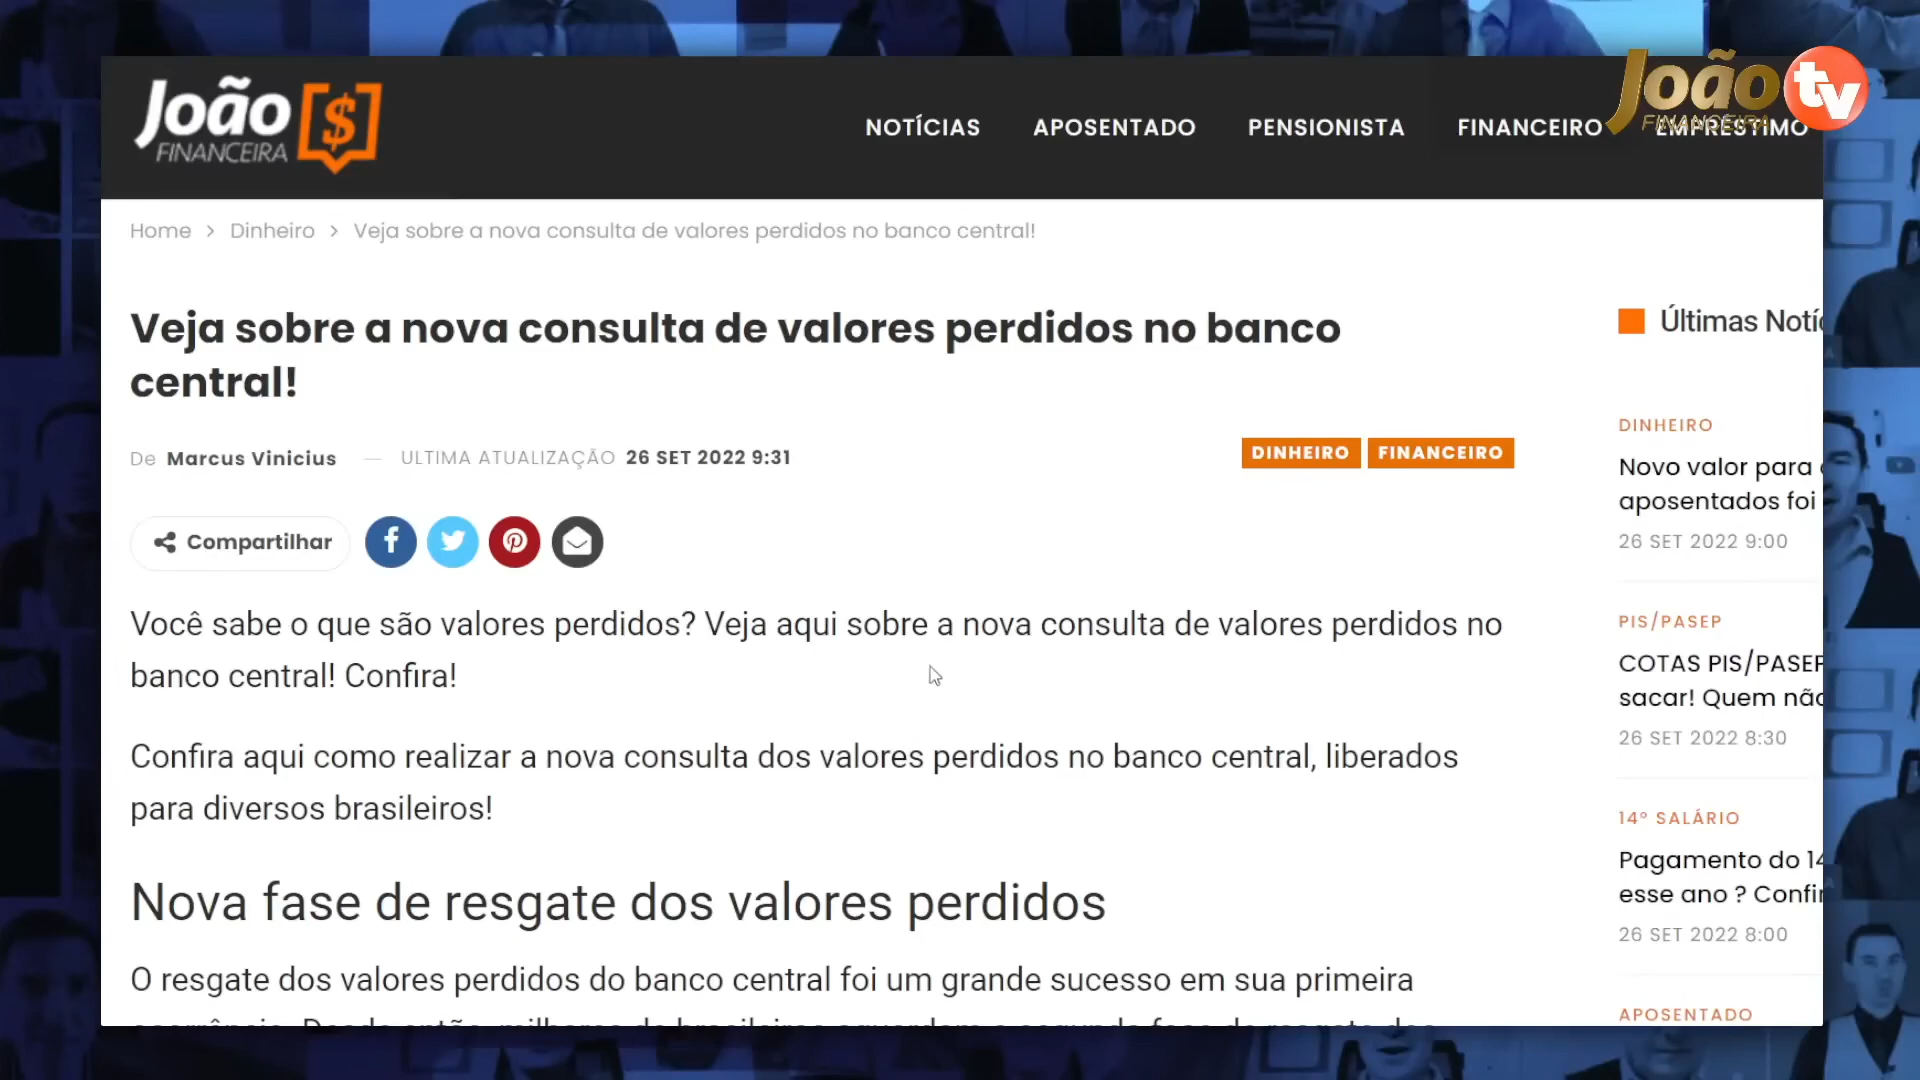 João
FINANCEIRA
$
NOTÍCIAS
APOSENTADO
PENSIONISTA
FINANCEIRO
EMPRÉSTIMO
João tv
FINANCEIRA
Home > Dinheiro > Veja sobre a nova consulta de valores perdidos no banco central!
Veja sobre a nova consulta de valores perdidos no banco
central!
De Marcus Vinicius — ULTIMA ATUALIZAÇÃO 26 SET 2022 9:31
DINHEIRO FINANCEIRO
Compartilhar
Você sabe o que são valores perdidos? Veja aqui sobre a nova consulta de valores perdidos no
banco central! Confira!
Confira aqui como realizar a nova consulta dos valores perdidos no banco central, liberados
para diversos brasileiros!
Nova fase de resgate dos valores perdidos
O resgate dos valores perdidos do banco central foi um grande sucesso em sua primeira
Últimas Notíc
DINHEIRO
Novo valor para
aposentados foi
26 SET 2022 9:00
PIS/PASEP
COTAS PIS/PASEP
sacar! Quem não
26 SET 2022 8:30
14º SALÁRIO
Pagamento do 14
esse ano ? Confir
26 SET 2022 8:00
APOSENTADO